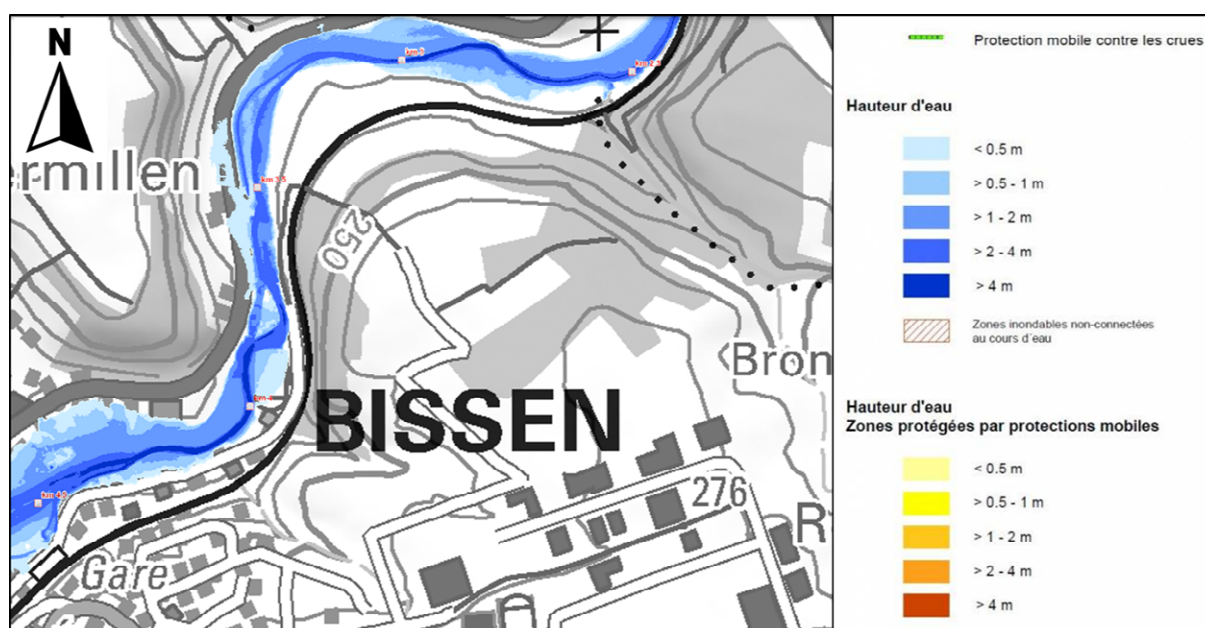 N
ermillen
250
BISSEN
Bron
276
R
Gare
Protection mobile contre les crues
Hauteur d'eau
< 0.5 m
> 0.5 - 1 m
> 1 - 2 m
> 2 - 4 m
> 4 m
Zones inondables non-connectées
au cours d'eau
Hauteur d'eau
Zones protégées par protections mobiles
< 0.5 m
> 0.5 - 1 m
> 1 - 2 m
> 2 - 4 m
> 4 m